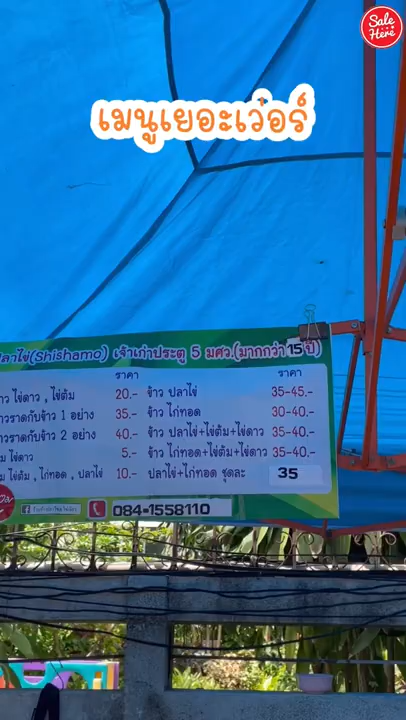 Sale
Here
เมนูเยอะเว่อร์
ปลาไข่(Shishamo) เจ้าเก่าประตู 5 มศว.(มากกว่า 15 ปี)
ราคา ราคา
ไข่ดาว , ไข่ต้ม 20.- ข้าว ปลาไข่ 35-45.-
ราดกับข้าว 1 อย่าง 35.- ข้าว ไก่ทอด 30-40.-
ราดกับข้าว 2 อย่าง 40.- ข้าว ปลาไข่+ไข่ต้ม+ไข่ดาว 35-40.-
ไข่ดาว 5.- ข้าว ไก่ทอด+ไข่ต้ม+ไข่ดาว 35-40.-
ไข่ต้ม , ไก่ทอด , ปลาไข่ 10.- ปลาไข่+ไก่ทอด ชุดละ 35
084-1558110